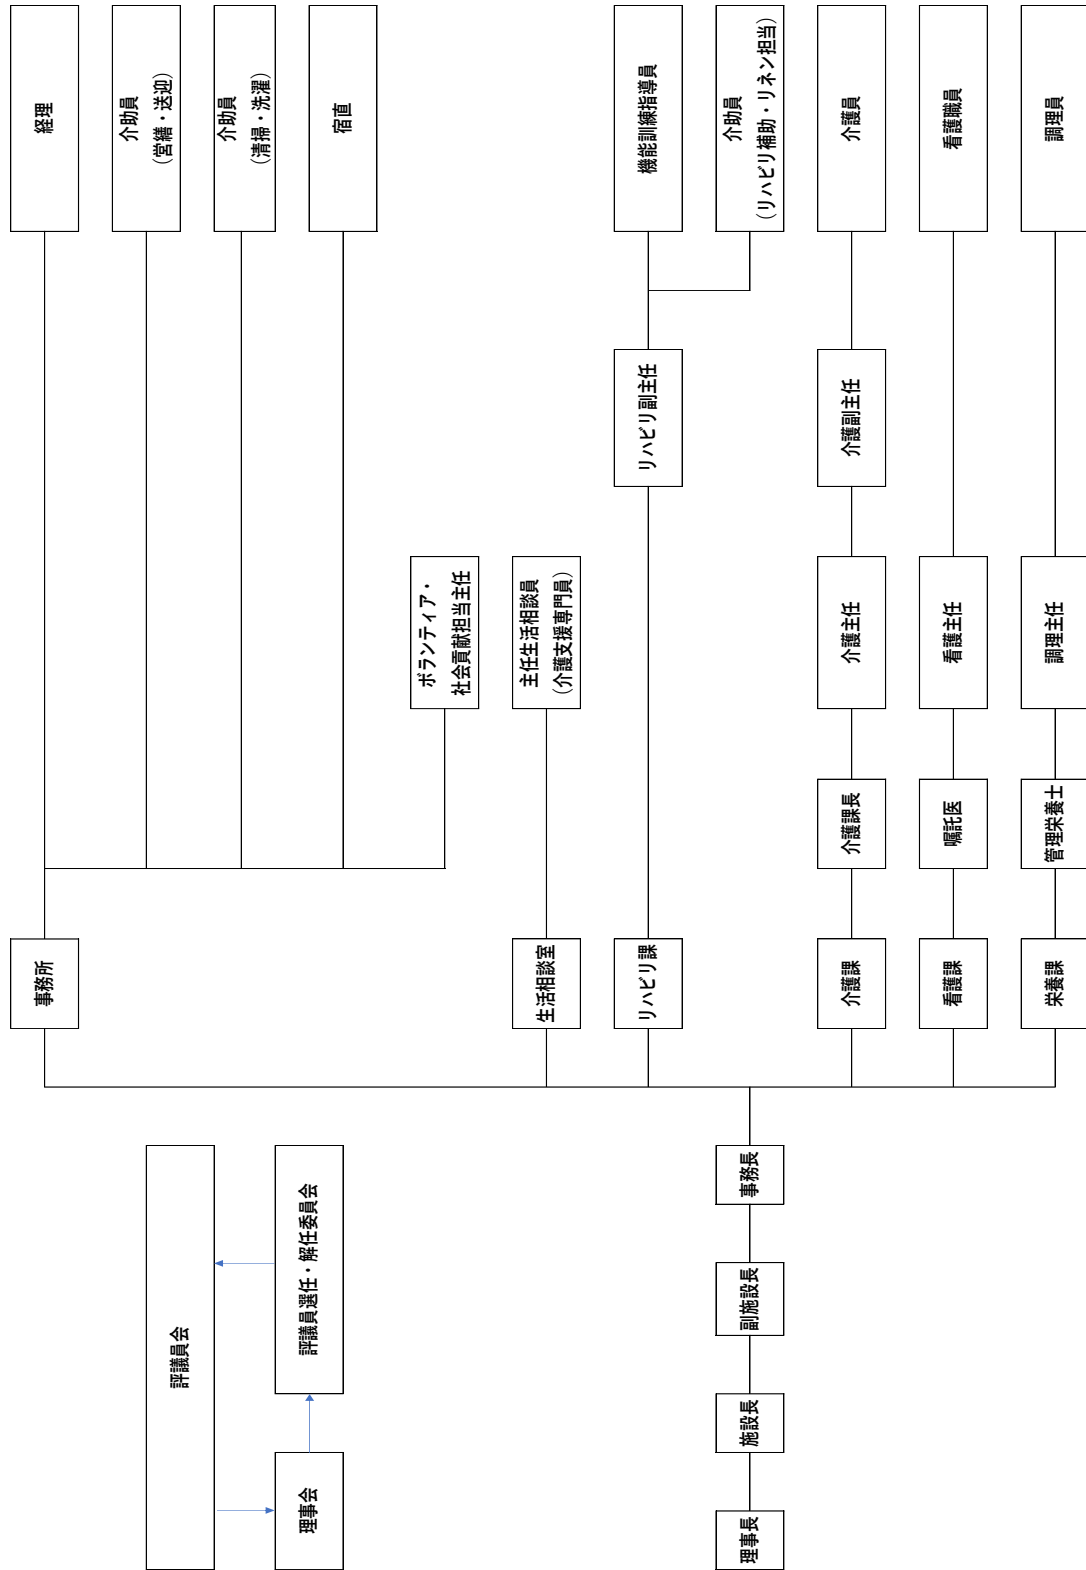 評議員会
理事会
評議員選任・解任委員会
理事長
施設長
副施設長
事務長
事務所
経理
介助員
（営繕・送迎）
介助員
（清掃・洗濯）
宿直
ボランティア・
社会貢献担当主任
生活相談室
主任生活相談員
（介護支援専門員）
リハビリ課
リハビリ副主任
機能訓練指導員
介助員
（リハビリ補助・リネン担当）
介護課
介護課長
介護主任
介護副主任
介護員
看護課
嘱託医
看護主任
看護職員
栄養課
管理栄養士
調理主任
調理員